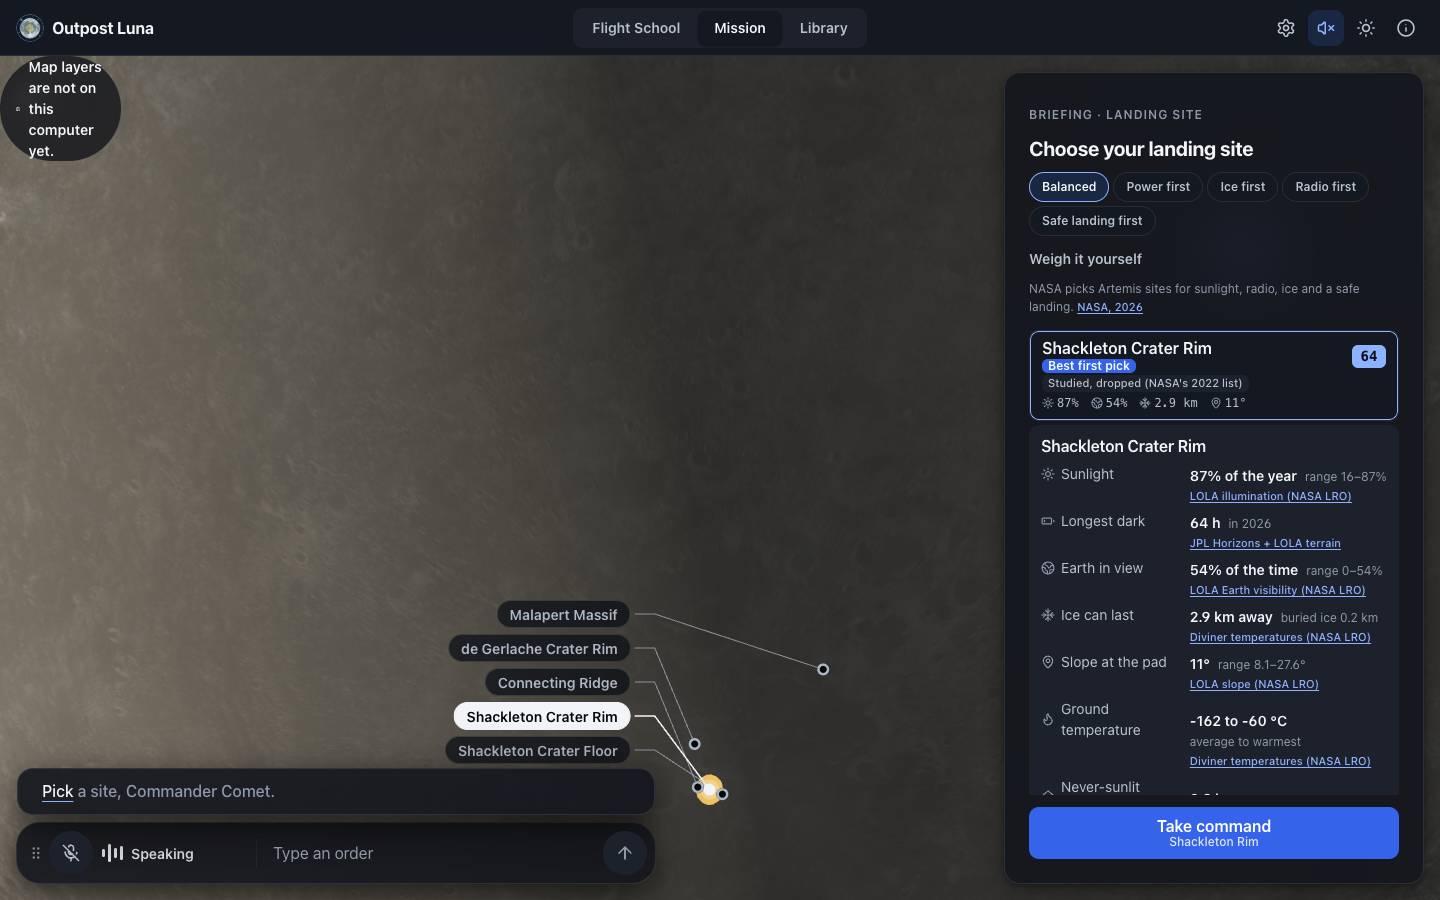 Outpost Luna
Flight School
Mission
Library
Map layers
are not on
this
computer
yet.
BRIEFING · LANDING SITE
Choose your landing site
Balanced
Power first
Ice first
Radio first
Safe landing first
Weigh it yourself
NASA picks Artemis sites for sunlight, radio, ice and a safe
landing. NASA, 2026
Shackleton Crater Rim
64
Best first pick
Studied, dropped (NASA's 2022 list)
87% 54% 2.9 km 11°
Shackleton Crater Rim
Sunlight 87% of the year range 16–87%
LOLA illumination (NASA LRO)
Longest dark 64 h in 2026
JPL Horizons + LOLA terrain
Earth in view 54% of the time range 0–54%
LOLA Earth visibility (NASA LRO)
Ice can last 2.9 km away buried ice 0.2 km
Diviner temperatures (NASA LRO)
Slope at the pad 11° range 8.1–27.6°
LOLA slope (NASA LRO)
Ground
temperature -162 to -60 °C
average to warmest
Diviner temperatures (NASA LRO)
Never-sunlit
Take command
Shackleton Rim
Malapert Massif
de Gerlache Crater Rim
Connecting Ridge
Shackleton Crater Rim
Shackleton Crater Floor
Pick a site, Commander Comet.
Speaking
Type an order